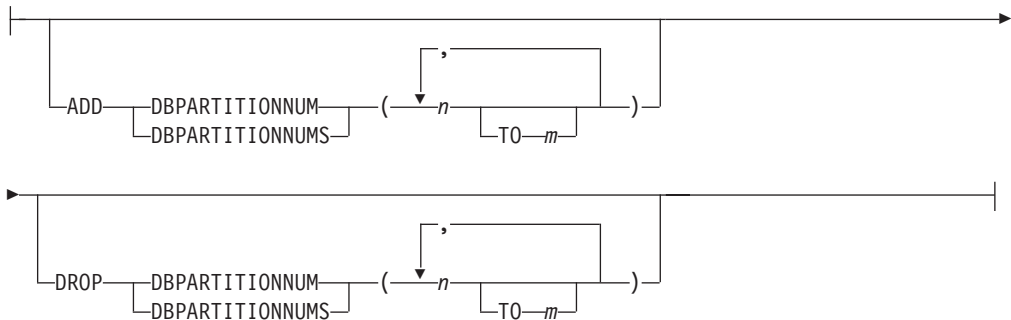 ,
ADD DBPARTITIONNUM ( n )
DBPARTITIONNUMS TO m
,
DROP DBPARTITIONNUM ( n )
DBPARTITIONNUMS TO m